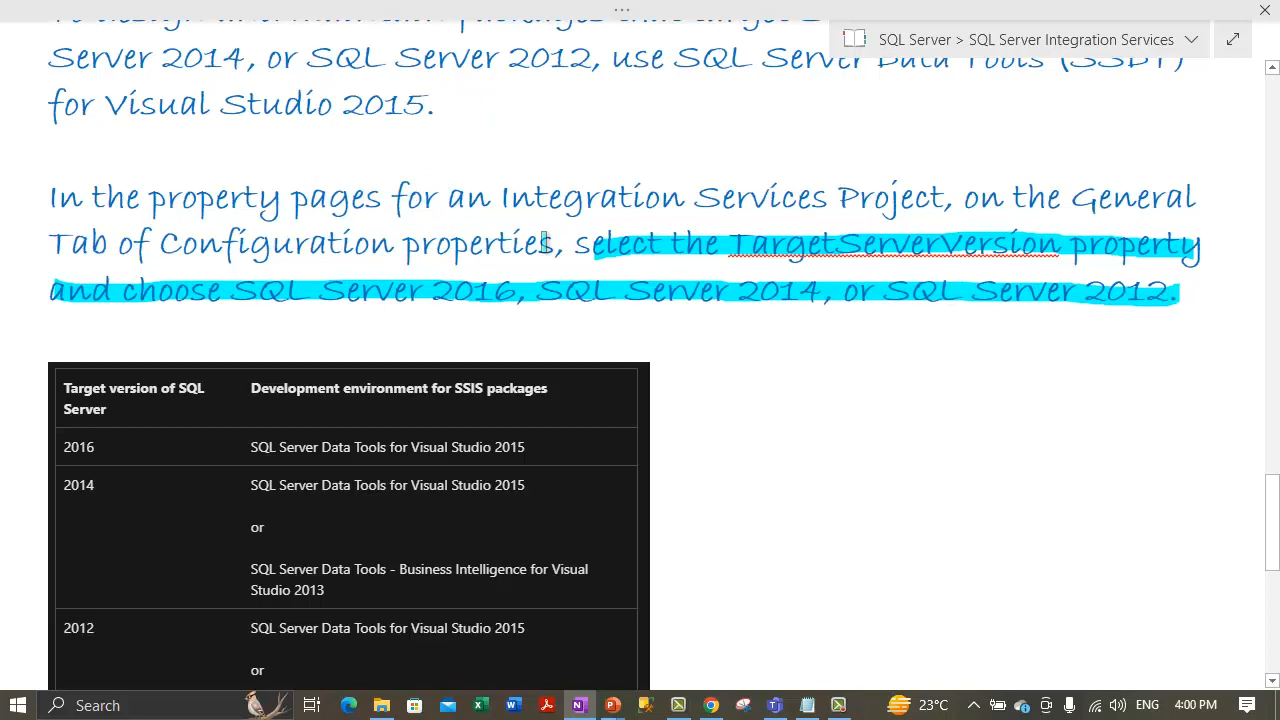 SQL Server > SQL Server Integration Services
Server 2014, or SQL Server 2012, use SQL Server Data Tools (SSDT)
for Visual Studio 2015.
In the property pages for an Integration Services Project, on the General
Tab of Configuration properties, select the TargetServerVersion property
and choose SQL Server 2016, SQL Server 2014, or SQL Server 2012.
Target version of SQL Server Development environment for SSIS packages
2016 SQL Server Data Tools for Visual Studio 2015
2014 SQL Server Data Tools for Visual Studio 2015
or
SQL Server Data Tools - Business Intelligence for Visual
Studio 2013
2012 SQL Server Data Tools for Visual Studio 2015
or
Search 23°C ENG 4:00 PM